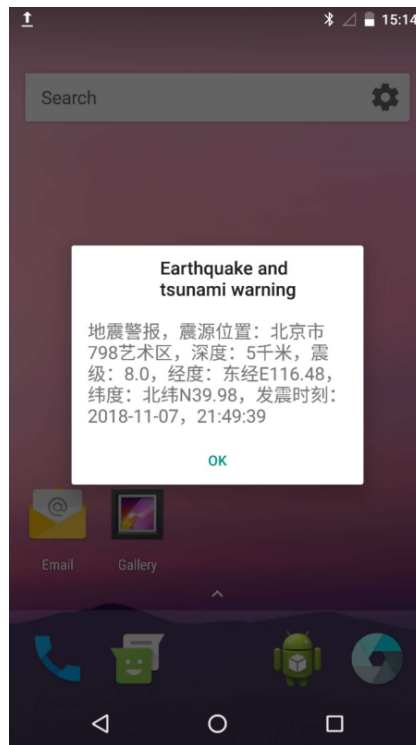 15:14
Search
Earthquake and
tsunami warning
地震警报，震源位置：北京市
798艺术区，深度：5千米，震
级：8.0，经度：东经E116.48，
纬度：北纬N39.98，发震时刻：
2018-11-07，21:49:39
OK
Email
Gallery